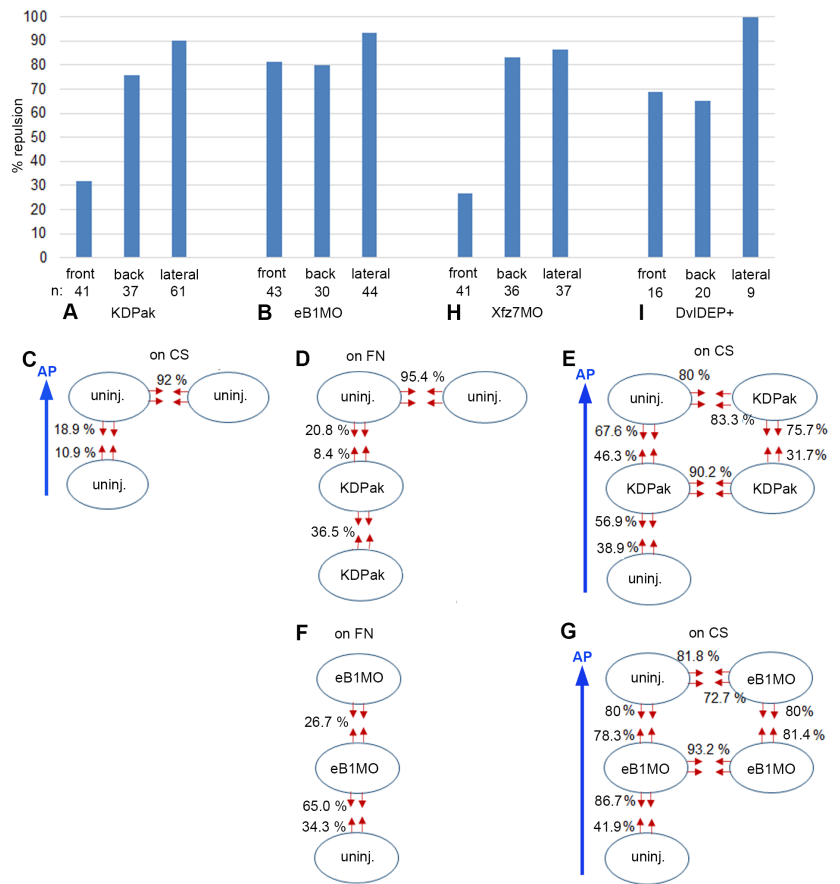 % repulsion
100
90
80
70
60
50
40
30
20
10
0
front back lateral front back lateral front back lateral front back lateral
n: 41 37 61 43 30 44 41 36 37 16 20 9
A KDPak B eB1MO H Xfz7MO I DvlDEP+
C on CS
AP
uninj. 92 % uninj.
18.9 %
10.9 %
uninj.
D on FN
uninj. 95.4 % uninj.
20.8 %
8.4 %
KDPak
36.5 %
KDPak
E on CS
AP
uninj. 80 % KDPak
83.3 %
67.6 % 75.7%
46.3 % 31.7%
KDPak 90.2 % KDPak
56.9 %
38.9 %
uninj.
F on FN
eB1MO
26.7 %
eB1MO
65.0 %
34.3 %
uninj.
G on CS
AP
81.8 %
uninj. eB1MO
72.7%
80% 80%
78.3% 81.4%
eB1MO 93.2 % eB1MO
86.7%
41.9%
uninj.